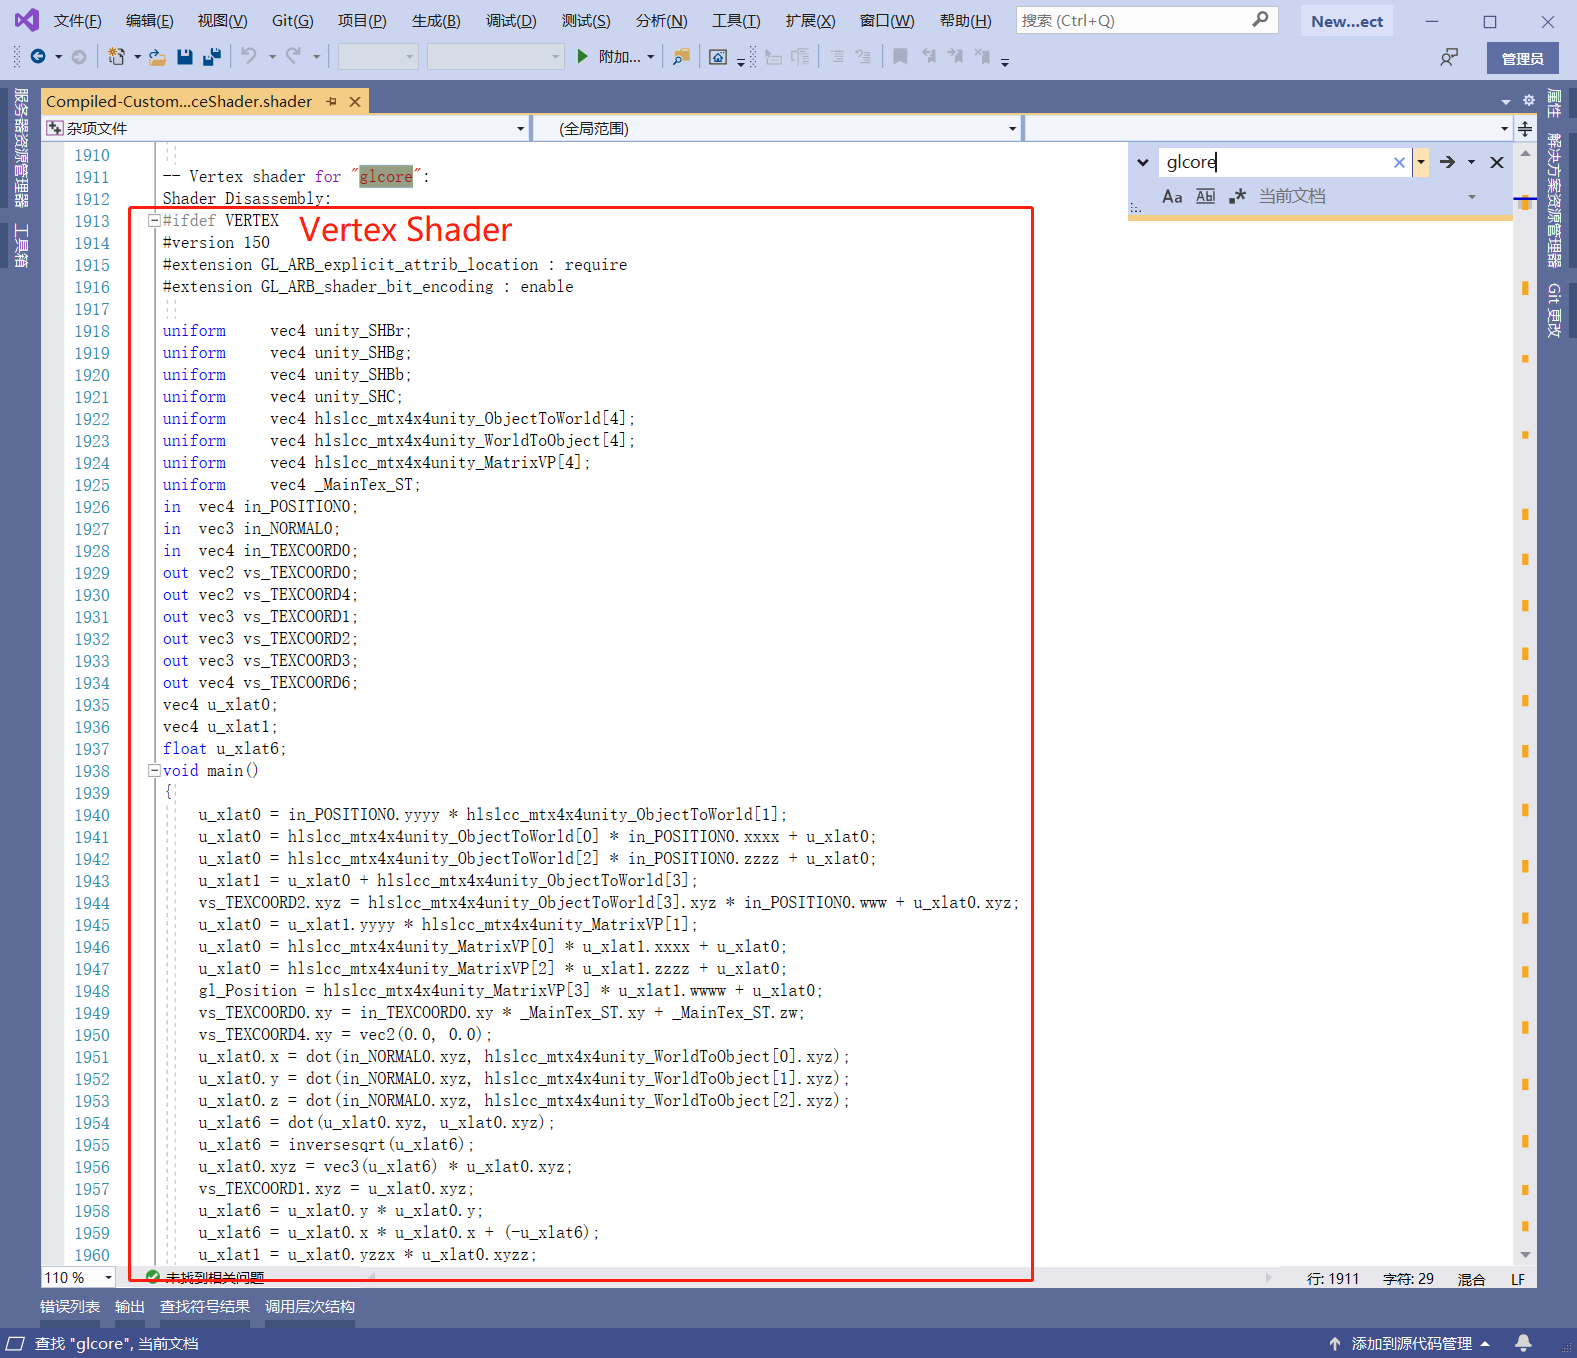 文件(F) 编辑(E) 视图(V) Git(G) 项目(P) 生成(B) 调试(D) 测试(S) 分析(N) 工具(T) 扩展(X) 窗口(W) 帮助(H) 搜索 (Ctrl+Q) New...ect
附加... 管理员
服务器资源管理器
工具箱
Compiled-Custom...ceShader.shader
杂项文件 (全局范围)
属性
解决方案资源管理器
Git 更改
glcore
Aa Abl 当前文档
1910
1911 -- Vertex shader for "glcore":
1912 Shader Disassembly:
1913 #ifdef VERTEX
Vertex Shader
1914 #version 150
1915 #extension GL_ARB_explicit_attrib_location : require
1916 #extension GL_ARB_shader_bit_encoding : enable
1917
1918 uniform vec4 unity_SHBr;
1919 uniform vec4 unity_SHBg;
1920 uniform vec4 unity_SHBb;
1921 uniform vec4 unity_SHC;
1922 uniform vec4 hlslcc_mtx4x4unity_ObjectToWorld[4];
1923 uniform vec4 hlslcc_mtx4x4unity_WorldToObject[4];
1924 uniform vec4 hlslcc_mtx4x4unity_MatrixVP[4];
1925 uniform vec4 _MainTex_ST;
1926 in vec4 in_POSITION0;
1927 in vec3 in_NORMAL0;
1928 in vec4 in_TEXCOORD0;
1929 out vec2 vs_TEXCOORD0;
1930 out vec2 vs_TEXCOORD4;
1931 out vec3 vs_TEXCOORD1;
1932 out vec3 vs_TEXCOORD2;
1933 out vec3 vs_TEXCOORD3;
1934 out vec4 vs_TEXCOORD6;
1935 vec4 u_xlat0;
1936 vec4 u_xlat1;
1937 float u_xlat6;
1938 void main()
1939 {
1940 u_xlat0 = in_POSITION0.yyyy * hlslcc_mtx4x4unity_ObjectToWorld[1];
1941 u_xlat0 = hlslcc_mtx4x4unity_ObjectToWorld[0] * in_POSITION0.xxxx + u_xlat0;
1942 u_xlat0 = hlslcc_mtx4x4unity_ObjectToWorld[2] * in_POSITION0.zzzz + u_xlat0;
1943 u_xlat1 = u_xlat0 + hlslcc_mtx4x4unity_ObjectToWorld[3];
1944 vs_TEXCOORD2.xyz = hlslcc_mtx4x4unity_ObjectToWorld[3].xyz * in_POSITION0.www + u_xlat0.xyz;
1945 u_xlat0 = u_xlat1.yyyy * hlslcc_mtx4x4unity_MatrixVP[1];
1946 u_xlat0 = hlslcc_mtx4x4unity_MatrixVP[0] * u_xlat1.xxxx + u_xlat0;
1947 u_xlat0 = hlslcc_mtx4x4unity_MatrixVP[2] * u_xlat1.zzzz + u_xlat0;
1948 gl_Position = hlslcc_mtx4x4unity_MatrixVP[3] * u_xlat1.wwww + u_xlat0;
1949 vs_TEXCOORD0.xy = in_TEXCOORD0.xy * _MainTex_ST.xy + _MainTex_ST.zw;
1950 vs_TEXCOORD4.xy = vec2(0.0, 0.0);
1951 u_xlat0.x = dot(in_NORMAL0.xyz, hlslcc_mtx4x4unity_WorldToObject[0].xyz);
1952 u_xlat0.y = dot(in_NORMAL0.xyz, hlslcc_mtx4x4unity_WorldToObject[1].xyz);
1953 u_xlat0.z = dot(in_NORMAL0.xyz, hlslcc_mtx4x4unity_WorldToObject[2].xyz);
1954 u_xlat6 = dot(u_xlat0.xyz, u_xlat0.xyz);
1955 u_xlat6 = inversesqrt(u_xlat6);
1956 u_xlat0.xyz = vec3(u_xlat6) * u_xlat0.xyz;
1957 vs_TEXCOORD1.xyz = u_xlat0.xyz;
1958 u_xlat6 = u_xlat0.y * u_xlat0.y;
1959 u_xlat6 = u_xlat0.x * u_xlat0.x + (-u_xlat6);
1960 u_xlat1 = u_xlat0.yzzx * u_xlat0.xyzz;
110 % 未找到相关问题 行: 1911 字符: 29 混合 LF
错误列表 输出 查找符号结果 调用层次结构
查找 "glcore", 当前文档 添加到源代码管理